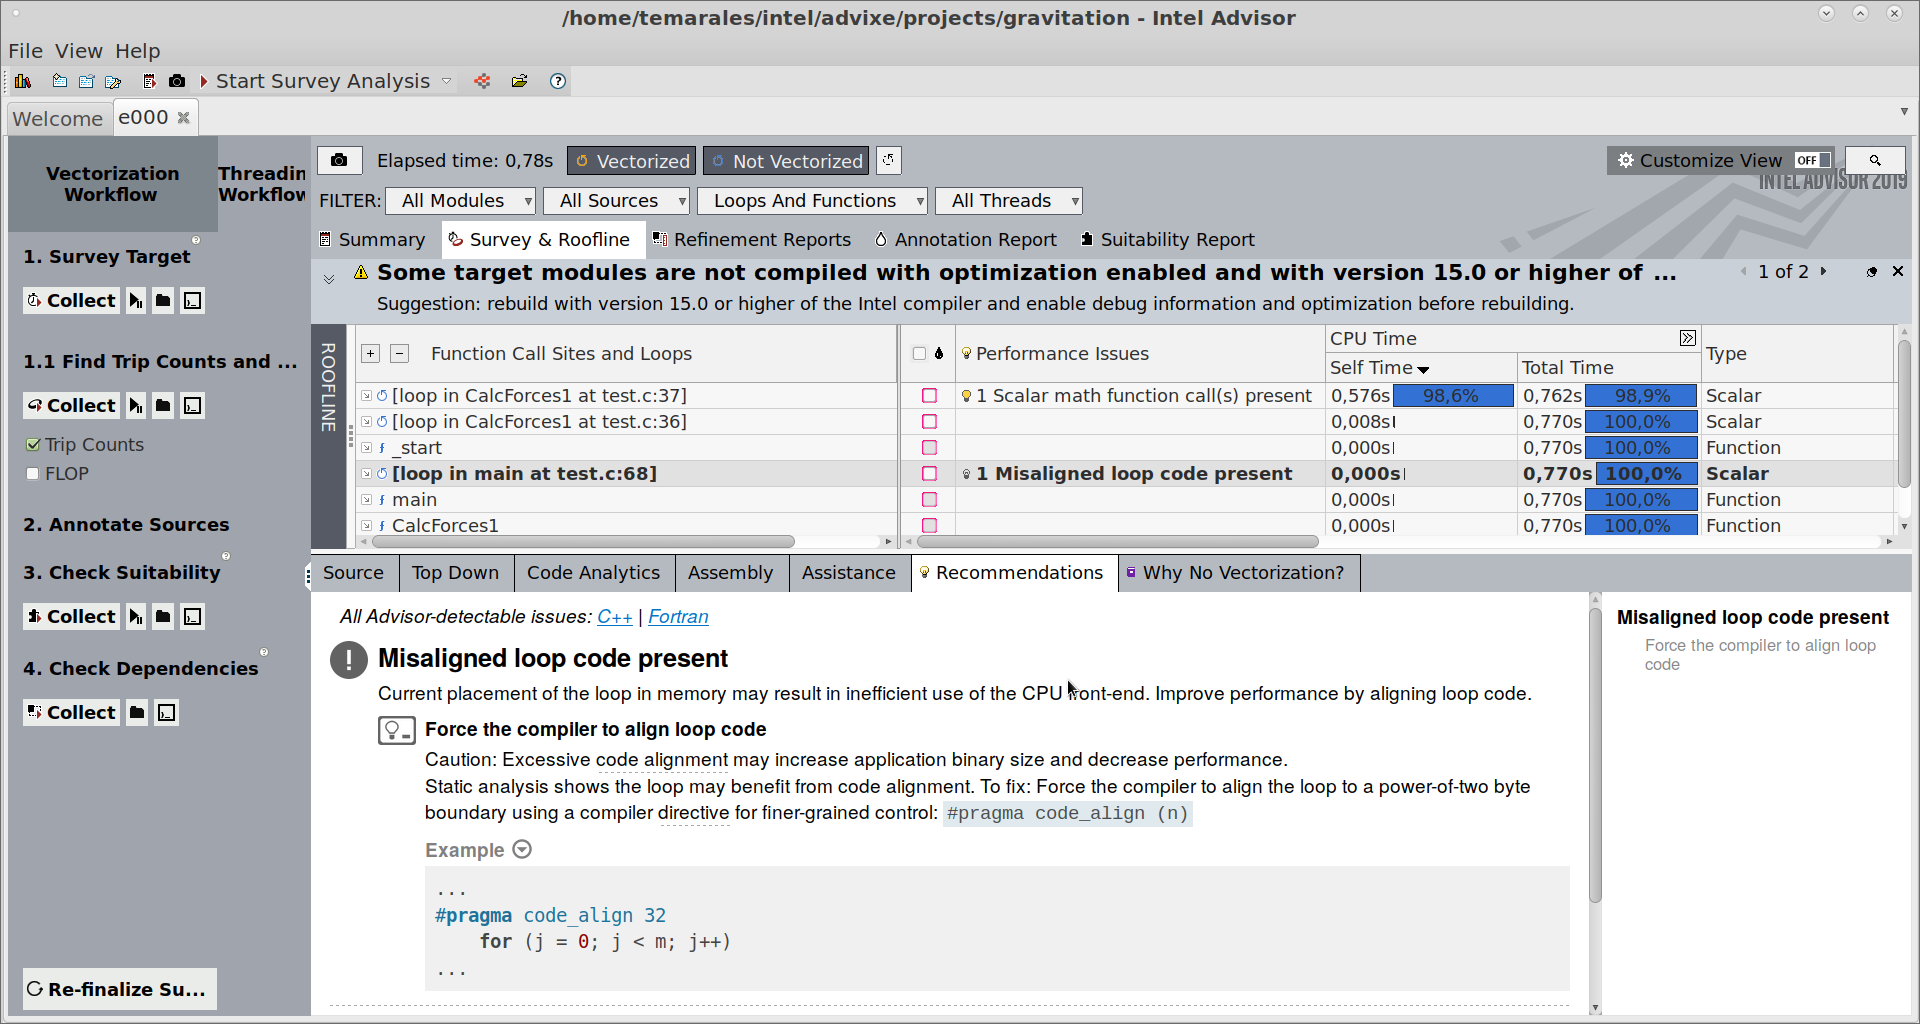 /home/temarales/intel/advixe/projects/gravitation - Intel Advisor
File View Help
Start Survey Analysis
Welcome e000
Vectorization Workflow
Threadin Workflow
Elapsed time: 0,78s Vectorized Not Vectorized
Customize View OFF
INTEL ADVISOR 2019
FILTER: All Modules All Sources Loops And Functions All Threads
Summary Survey & Roofline Refinement Reports Annotation Report Suitability Report
Some target modules are not compiled with optimization enabled and with version 15.0 or higher of ...
1 of 2
Suggestion: rebuild with version 15.0 or higher of the Intel compiler and enable debug information and optimization before rebuilding.
1. Survey Target
Collect
1.1 Find Trip Counts and ...
Collect
Trip Counts
FLOP
2. Annotate Sources
3. Check Suitability
Collect
4. Check Dependencies
Collect
Re-finalize Su...
ROOFLINE
+ - Function Call Sites and Loops Performance Issues CPU Time Type
Self Time Total Time
[loop in CalcForces1 at test.c:37] 1 Scalar math function call(s) present 0,576s 98,6% 0,762s 98,9% Scalar
[loop in CalcForces1 at test.c:36] 0,008s 0,770s 100,0% Scalar
f _start 0,000s 0,770s 100,0% Function
[loop in main at test.c:68] 1 Misaligned loop code present 0,000s 0,770s 100,0% Scalar
f main 0,000s 0,770s 100,0% Function
f CalcForces1 0,000s 0,770s 100,0% Function
Source Top Down Code Analytics Assembly Assistance Recommendations Why No Vectorization?
All Advisor-detectable issues: C++ | Fortran
Misaligned loop code present
Current placement of the loop in memory may result in inefficient use of the CPU front-end. Improve performance by aligning loop code.
Force the compiler to align loop code
Caution: Excessive code alignment may increase application binary size and decrease performance.
Static analysis shows the loop may benefit from code alignment. To fix: Force the compiler to align the loop to a power-of-two byte
boundary using a compiler directive for finer-grained control: #pragma code_align (n)
Example
...
#pragma code_align 32
for (j = 0; j < m; j++)
...
Misaligned loop code present
Force the compiler to align loop
code